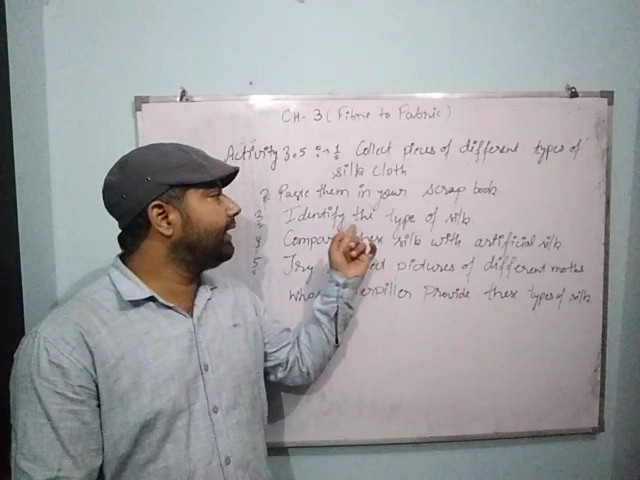 CH-3 (Fibre to Fabric)
Activity 3.5 :- 1 Collect pieces of different types of
silk cloth
2 Paste them in your scrap book
3 Identify the type of silk.
4 Compare these silk with artificial silk.
5 Try pictures of different moths
whose provide these types of silk